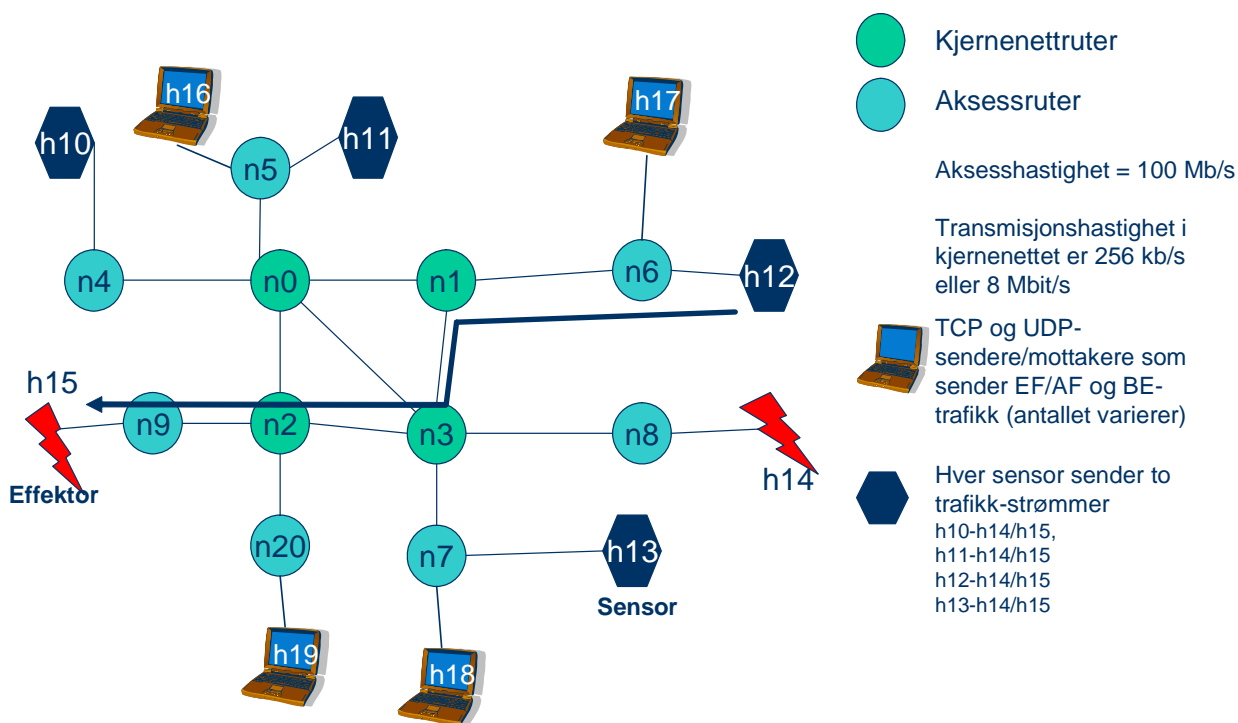 h16
h10
h11
n5
h17
n4
n0
n1
n6
h12
h15
n9
n2
n3
n8
h14
Effektor
n20
n7
h13
Sensor
h19
h18
Kjernenettruter
Aksessruter
Aksesshastighet = 100 Mb/s
Transmisjonshastighet i
kjernenettet er 256 kb/s
eller 8 Mbit/s
TCP og UDP-
sendere/mottakere som
sender EF/AF og BE-
trafikk (antallet varierer)
Hver sensor sender to
trafikk-strømmer
h10-h14/h15,
h11-h14/h15
h12-h14/h15
h13-h14/h15